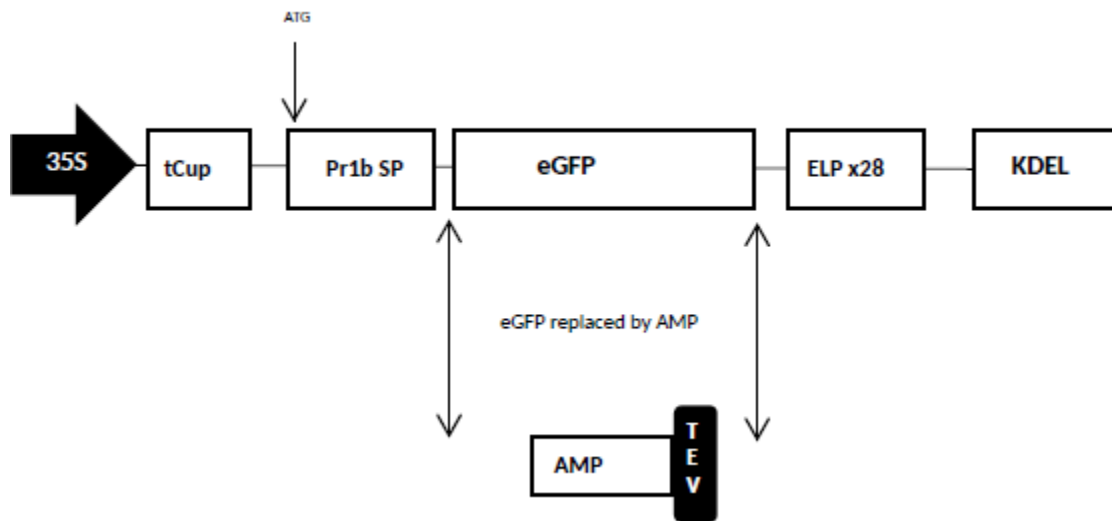 ATG
35S
tCup
Pr1b SP
eGFP
ELP x28
KDEL
eGFP replaced by AMP
AMP
T
E
V